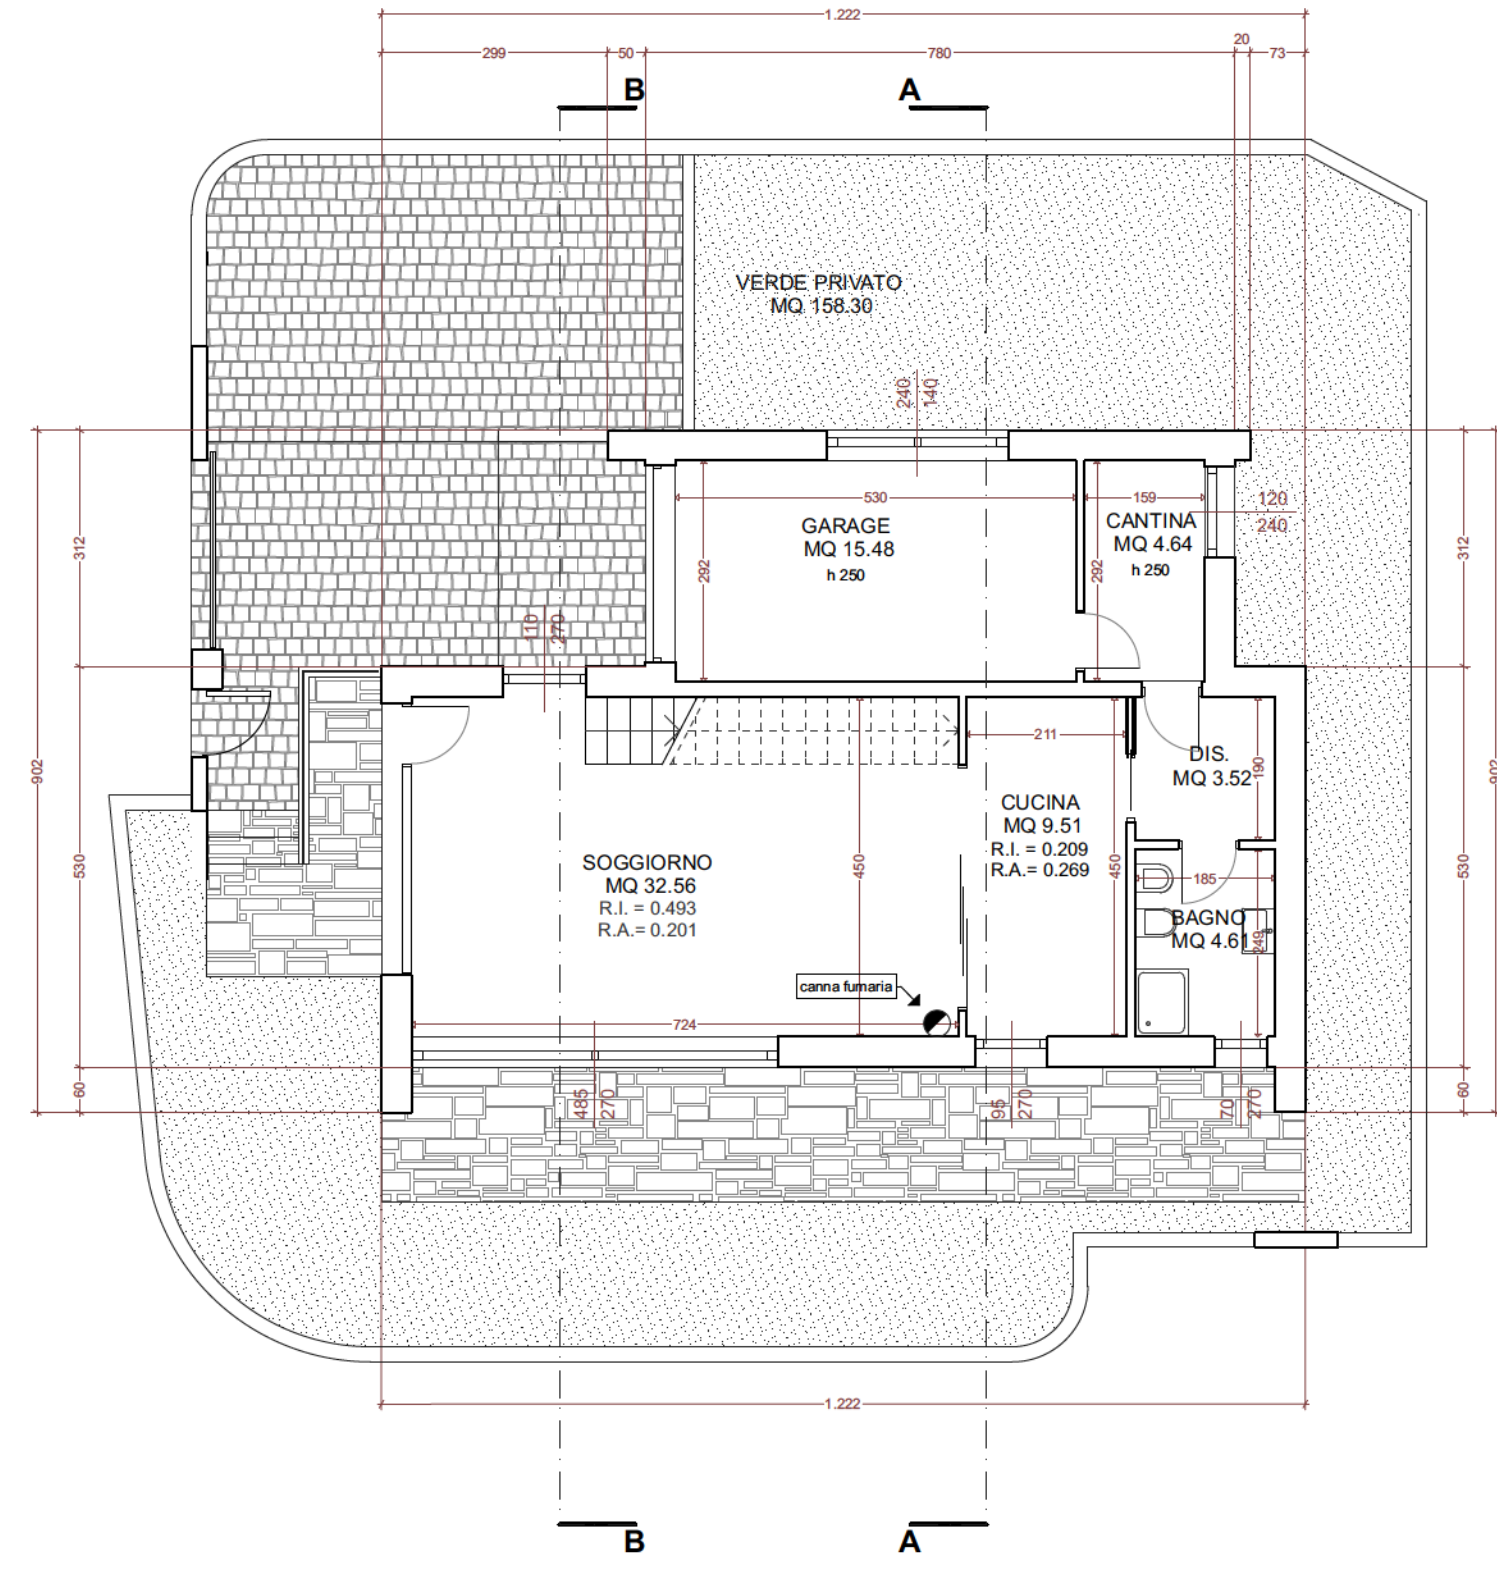 1.222
299
50
780
20
73
B
A
VERDE PRIVATO
MQ 158.30
240
140
530
159
120
240
GARAGE
MQ 15.48
h 250
CANTINA
MQ 4.64
h 250
312
292
292
312
110
270
211
DIS.
MQ 3.52
190
902
902
CUCINA
MQ 9.51
R.I. = 0.209
R.A.= 0.269
SOGGIORNO
MQ 32.56
R.I. = 0.493
R.A.= 0.201
530
450
450
530
185
BAGNO
MQ 4.61
249
canna fumaria
724
60
485
270
95
270
70
270
60
1.222
B
A